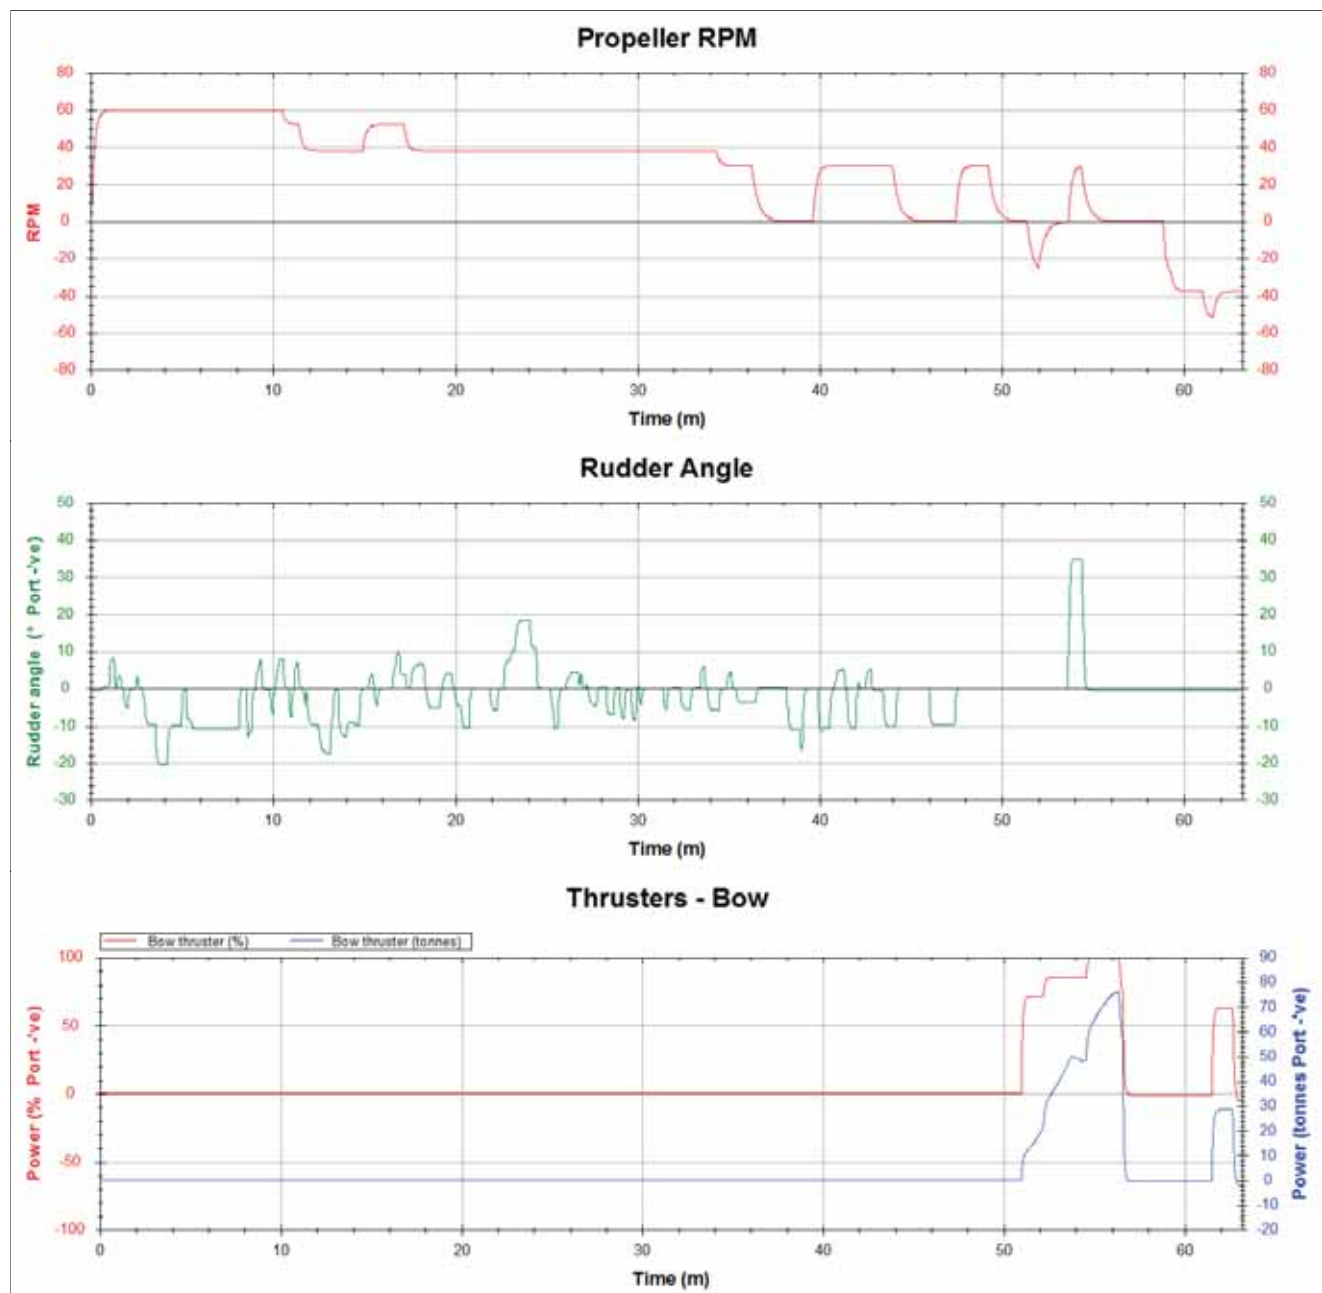 Propeller RPM
80 80
60 60
40 40
20 20
0 0
-20 -20
-40 -40
-60 -60
-80 -80
RPM
0 10 20 30 40 50 60
Time (m)
Rudder Angle
50 50
40 40
30 30
20 20
10 10
0 0
-10 -10
-20 -20
-30 -30
Rudder angle (° Port -'ve)
0 10 20 30 40 50 60
Time (m)
Thrusters - Bow
Bow thruster (%) Bow thruster (tonnes)
100 90
80
70
50 60
50
40
0 30
20
-50 10
0
-10
-100 -20
Power (% Port -'ve)
Power (tonnes Port -'ve)
0 10 20 30 40 50 60
Time (m)